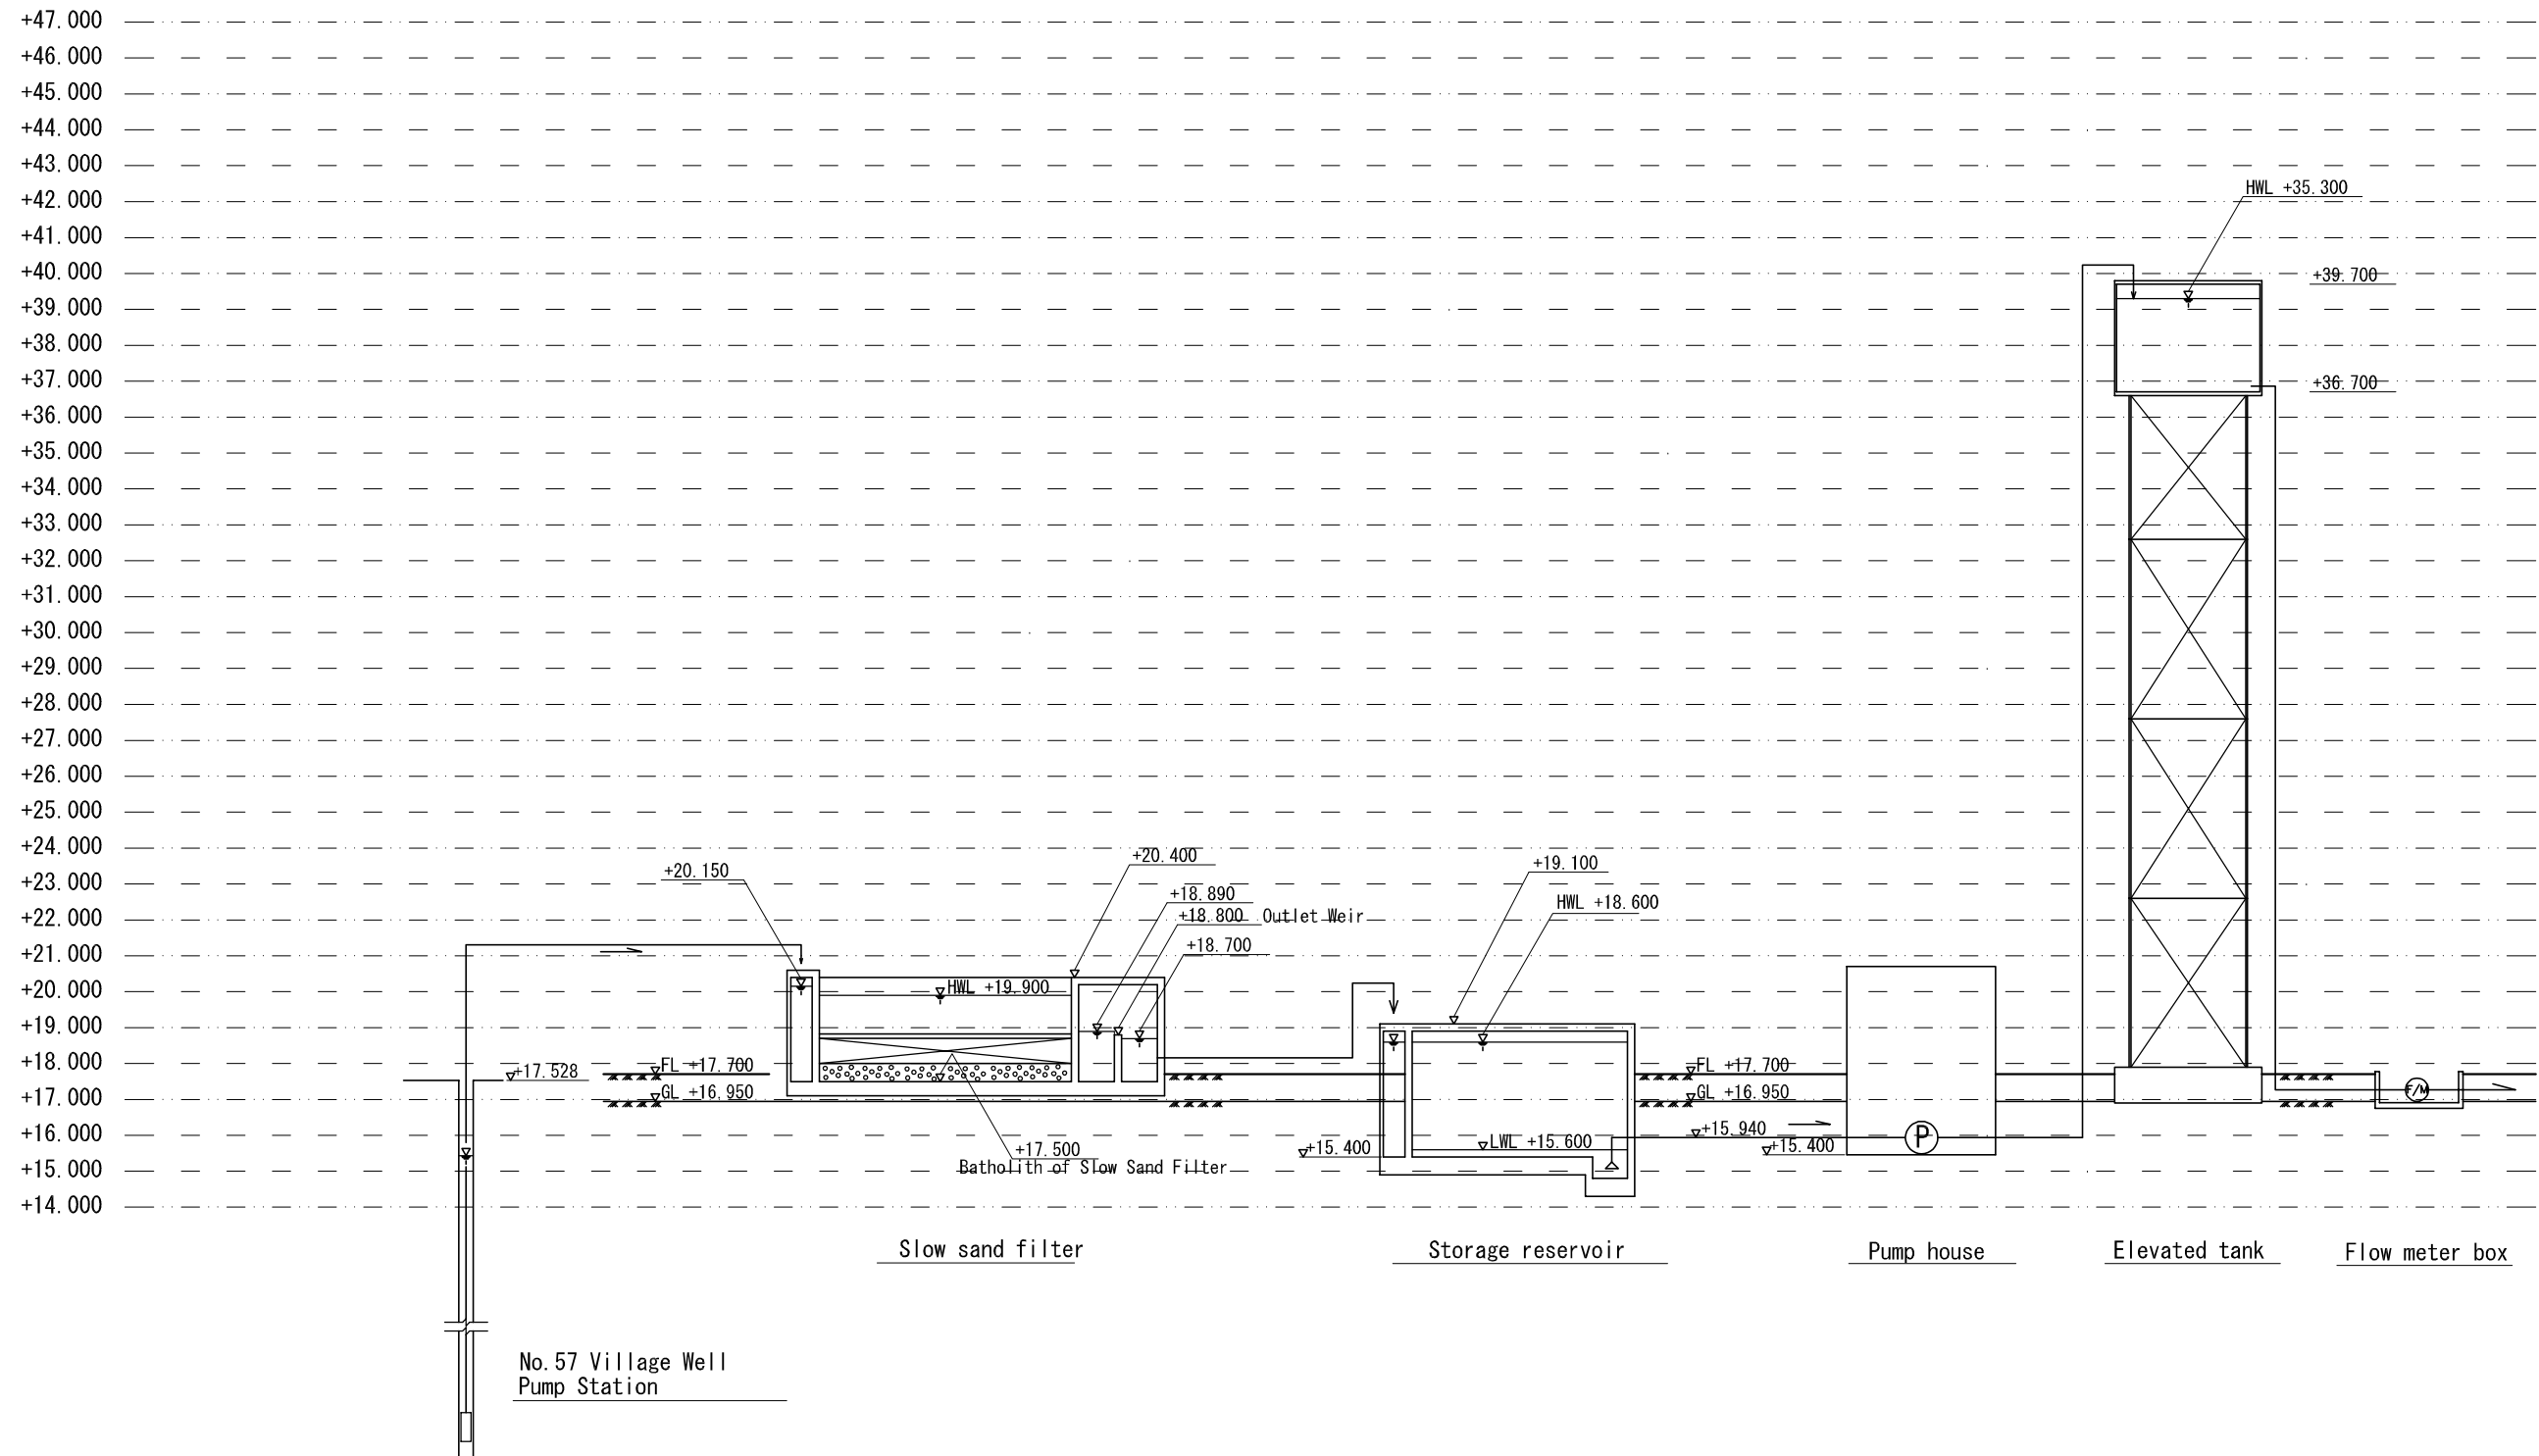 +47.000
+46.000
+45.000
+44.000
+43.000
+42.000
HWL +35.300
+41.000
+40.000
+39.700
+39.000
+38.000
+37.000
+36.700
+36.000
+35.000
+34.000
+33.000
+32.000
+31.000
+30.000
+29.000
+28.000
+27.000
+26.000
+25.000
+24.000
+23.000
+22.000
+21.000
+20.000
+19.000
+18.000
+17.000
+16.000
+15.000
+14.000
+17.528
FL +17.700
GL +16.950
+20.150
HWL +19.900
+20.400
+18.890
+18.800 Outlet Weir
+18.700
+17.500
Batholith of Slow Sand Filter
+19.100
HWL +18.600
LWL +15.600
+15.400
FL +17.700
GL +16.950
+15.940
+15.400
P
F/M
Slow sand filter
Storage reservoir
Pump house
Elevated tank
Flow meter box
No.57 Village Well
Pump Station